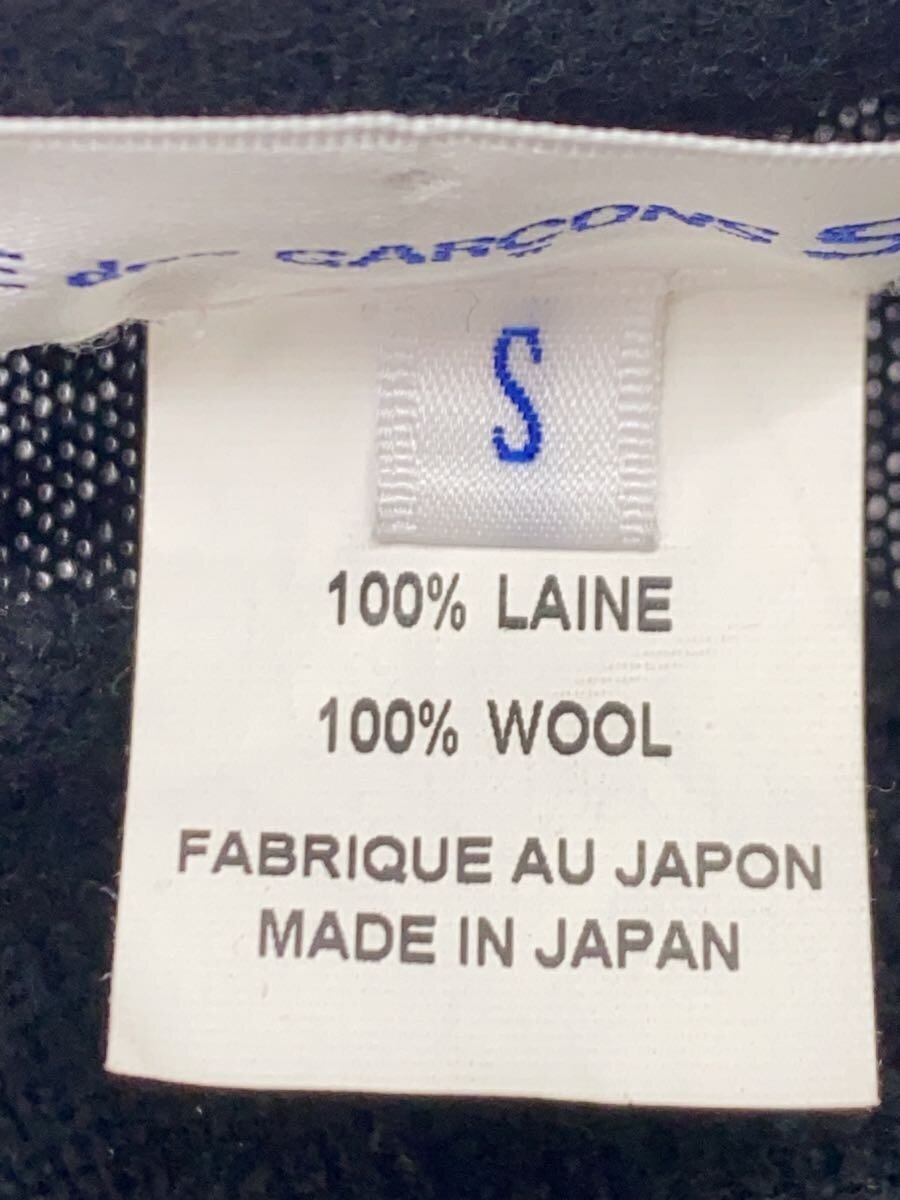 GARÇONS
S
100% LAINE
100% WOOL
FABRIQUE AU JAPON
MADE IN JAPAN